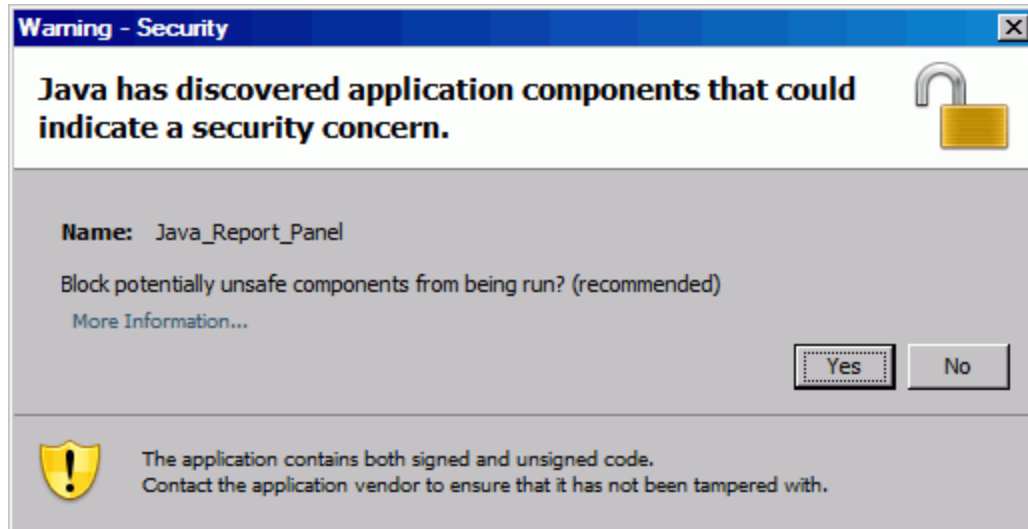 Warning - Security
Java has discovered application components that could
indicate a security concern.
Name: Java_Report_Panel
Block potentially unsafe components from being run? (recommended)
More Information...
Yes No
The application contains both signed and unsigned code.
Contact the application vendor to ensure that it has not been tampered with.